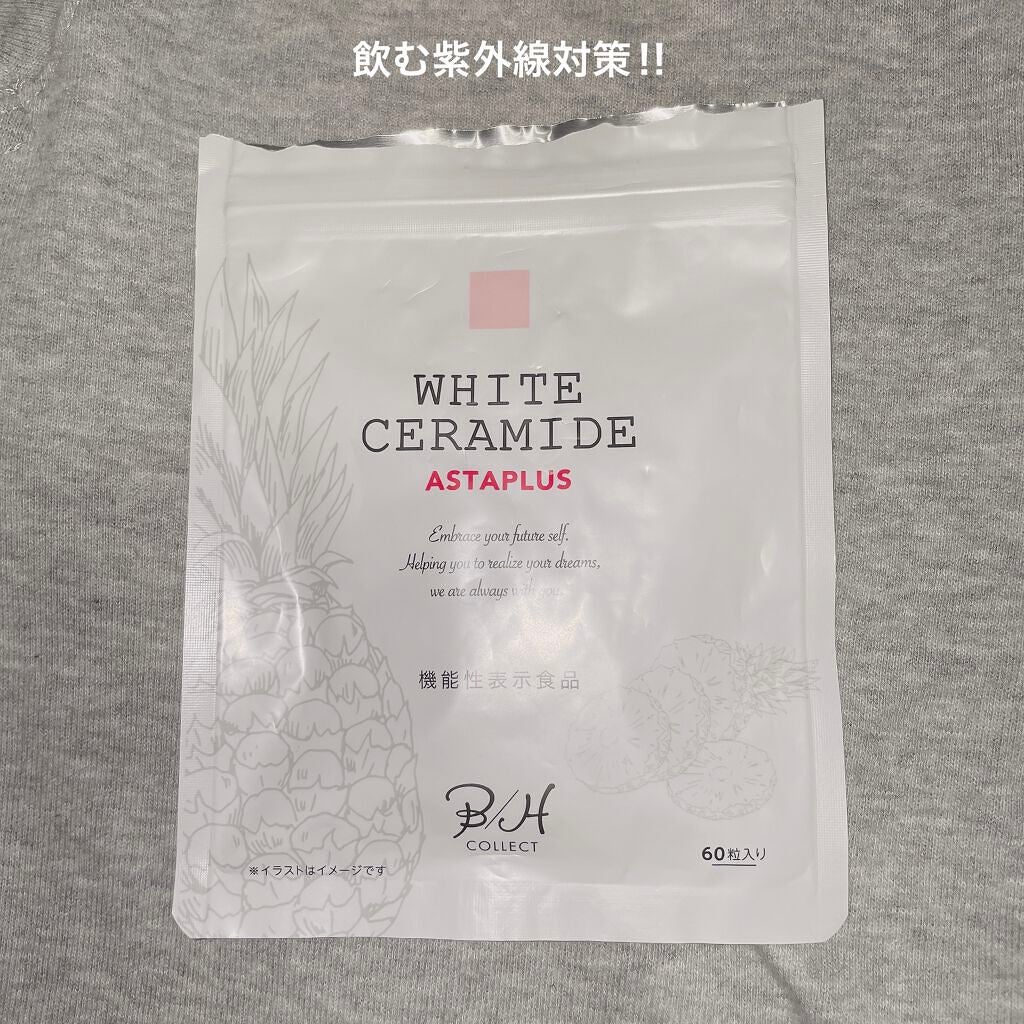 飲む紫外線対策!!
WHITE
CERAMIDE
ASTAPLUS
Embrace your future self.
Helping you to realize your dreams,
we are always with you.
機能性表示食品
B/H
COLLECT
60粒入り
※イラストはイメージです